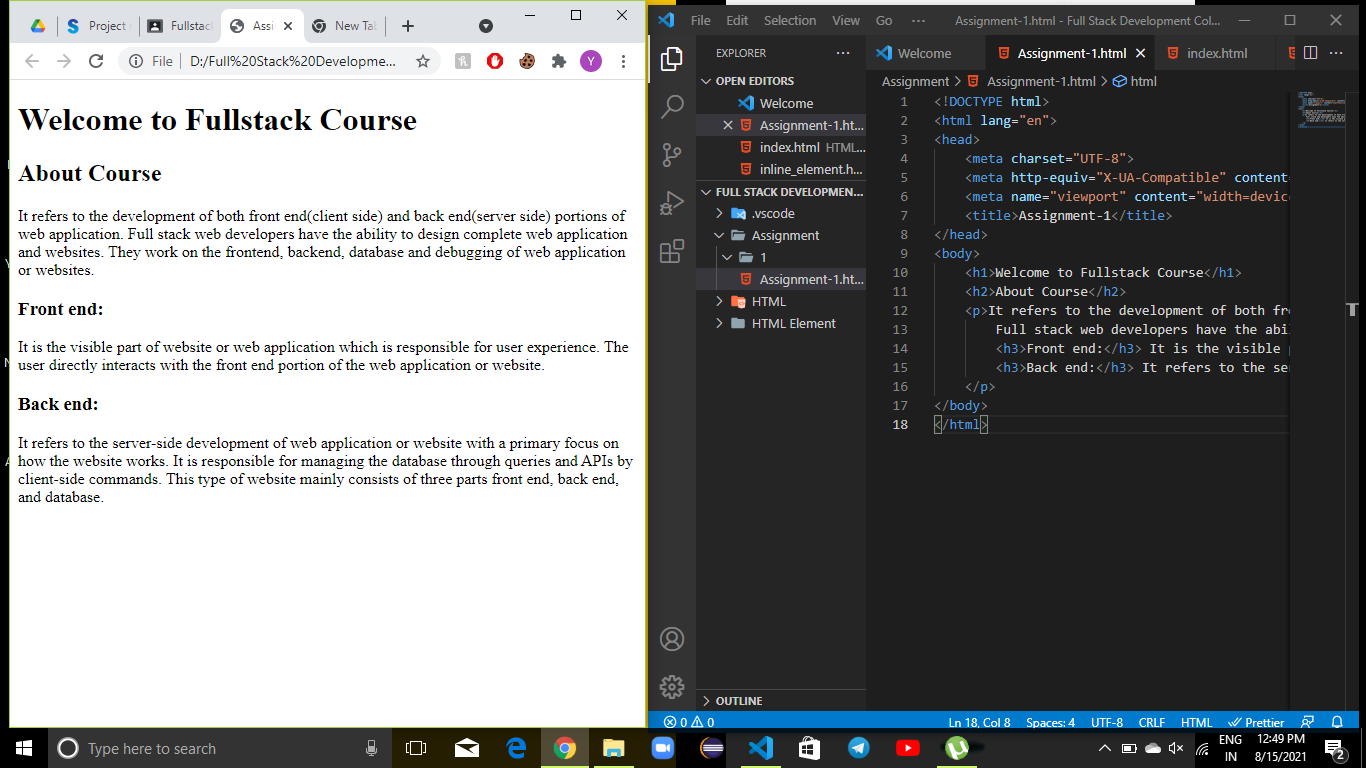 Project
Fullstack
Assi
New Tab
File
D:/Full%20Stack%20Developme...
Y
Welcome to Fullstack Course
About Course
It refers to the development of both front end(client side) and back end(server side) portions of
web application. Full stack web developers have the ability to design complete web application
and websites. They work on the frontend, backend, database and debugging of web application
or websites.
Front end:
It is the visible part of website or web application which is responsible for user experience. The
user directly interacts with the front end portion of the web application or website.
Back end:
It refers to the server-side development of web application or website with a primary focus on
how the website works. It is responsible for managing the database through queries and APIs by
client-side commands. This type of website mainly consists of three parts front end, back end,
and database.
File Edit Selection View Go ··· Assignment-1.html - Full Stack Development Col...
EXPLORER ···
OPEN EDITORS
Welcome
Assignment-1.ht...
index.html HTML...
inline_element.h...
FULL STACK DEVELOPMEN...
.vscode
Assignment
1
Assignment-1.ht...
HTML
HTML Element
OUTLINE
Welcome
Assignment-1.html
index.html
Assignment > Assignment-1.html > html
1 <!DOCTYPE html>
2 <html lang="en">
3 <head>
4 <meta charset="UTF-8">
5 <meta http-equiv="X-UA-Compatible" content=
6 <meta name="viewport" content="width=devic
7 <title>Assignment-1</title>
8 </head>
9 <body>
10 <h1>Welcome to Fullstack Course</h1>
11 <h2>About Course</h2>
12 <p>It refers to the development of both fr
13 Full stack web developers have the abil
14 <h3>Front end:</h3> It is the visible
15 <h3>Back end:</h3> It refers to the se
16 </p>
17 </body>
18 </html>
0 0 Ln 18, Col 8 Spaces: 4 UTF-8 CRLF HTML Prettier
Type here to search
ENG
IN
12:49 PM
8/15/2021
2